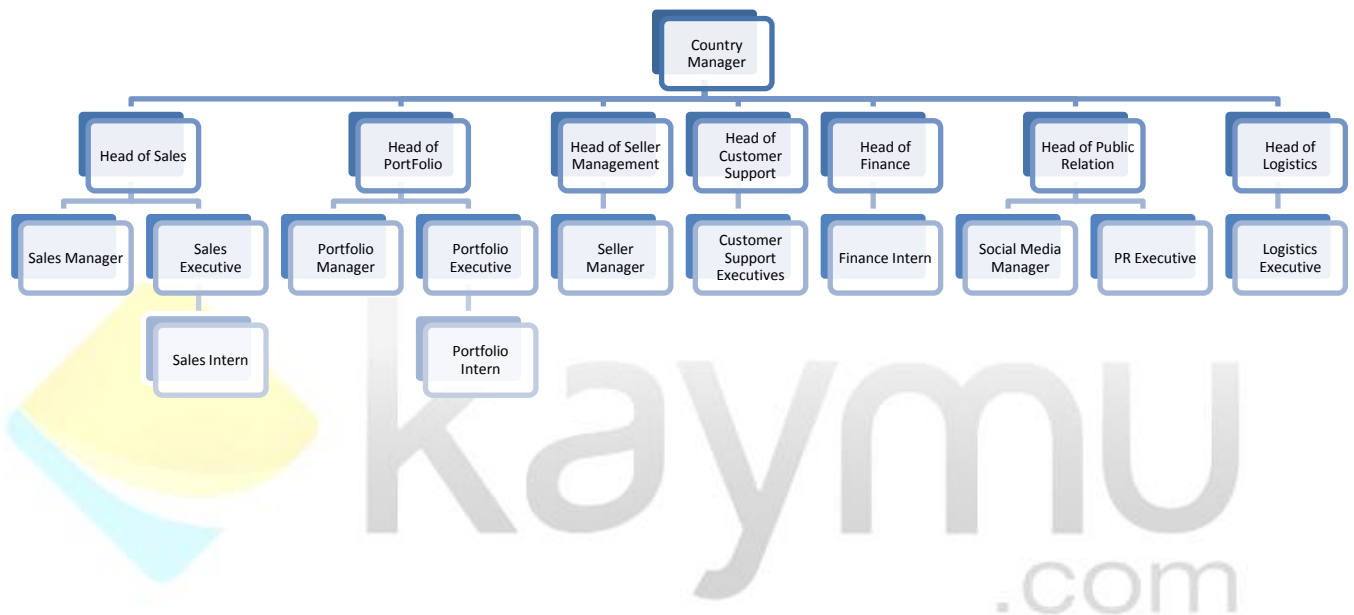 Country
Manager
Head of Sales
Head of
PortFolio
Head of Seller
Management
Head of
Customer
Support
Head of
Finance
Head of Public
Relation
Head of
Logistics
Sales Manager
Sales
Executive
Portfolio
Manager
Portfolio
Executive
Seller
Manager
Customer
Support
Executives
Finance Intern
Social Media
Manager
PR Executive
Logistics
Executive
Sales Intern
Portfolio
Intern
kaymu
.com